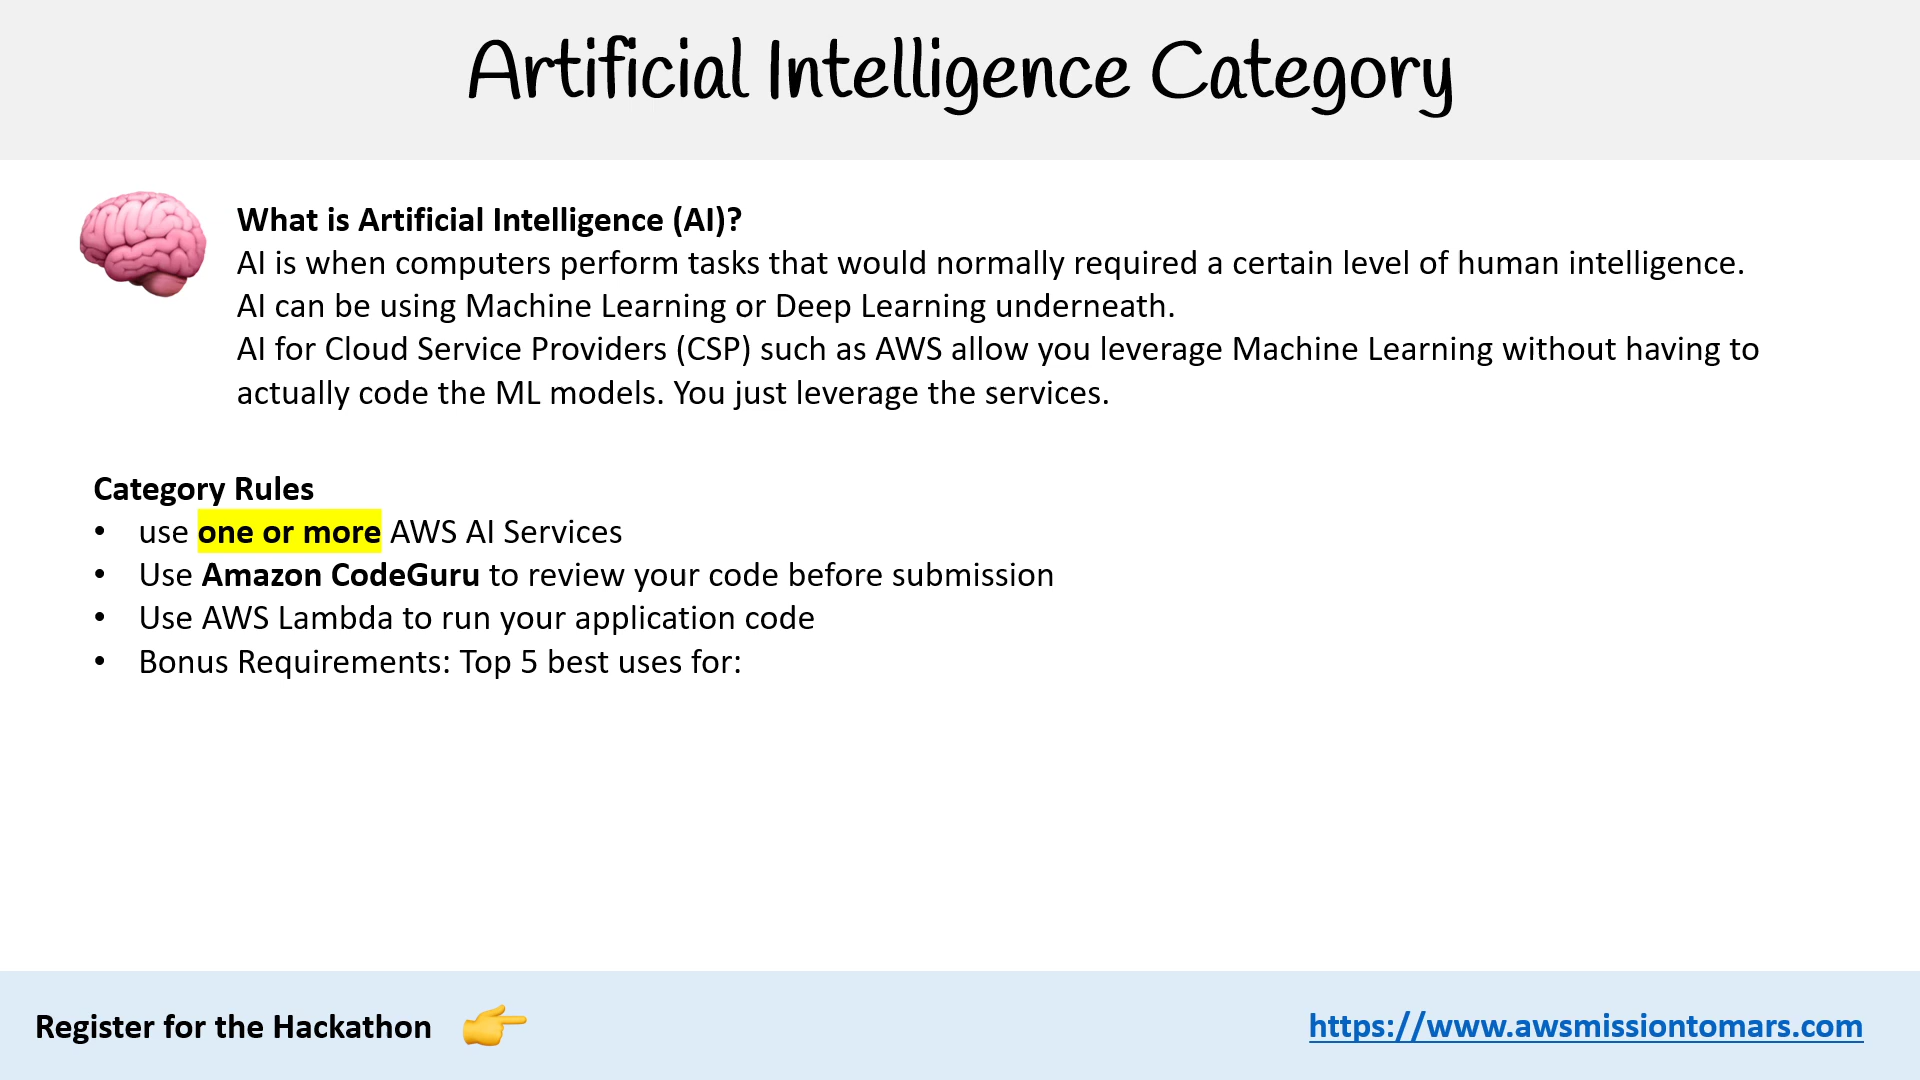 Artificial Intelligence Category
What is Artificial Intelligence (AI)?
AI is when computers perform tasks that would normally required a certain level of human intelligence.
AI can be using Machine Learning or Deep Learning underneath.
AI for Cloud Service Providers (CSP) such as AWS allow you leverage Machine Learning without having to
actually code the ML models. You just leverage the services.
Category Rules
• use one or more AWS AI Services
• Use Amazon CodeGuru to review your code before submission
• Use AWS Lambda to run your application code
• Bonus Requirements: Top 5 best uses for:
Register for the Hackathon
https://www.awsmissiontomars.com